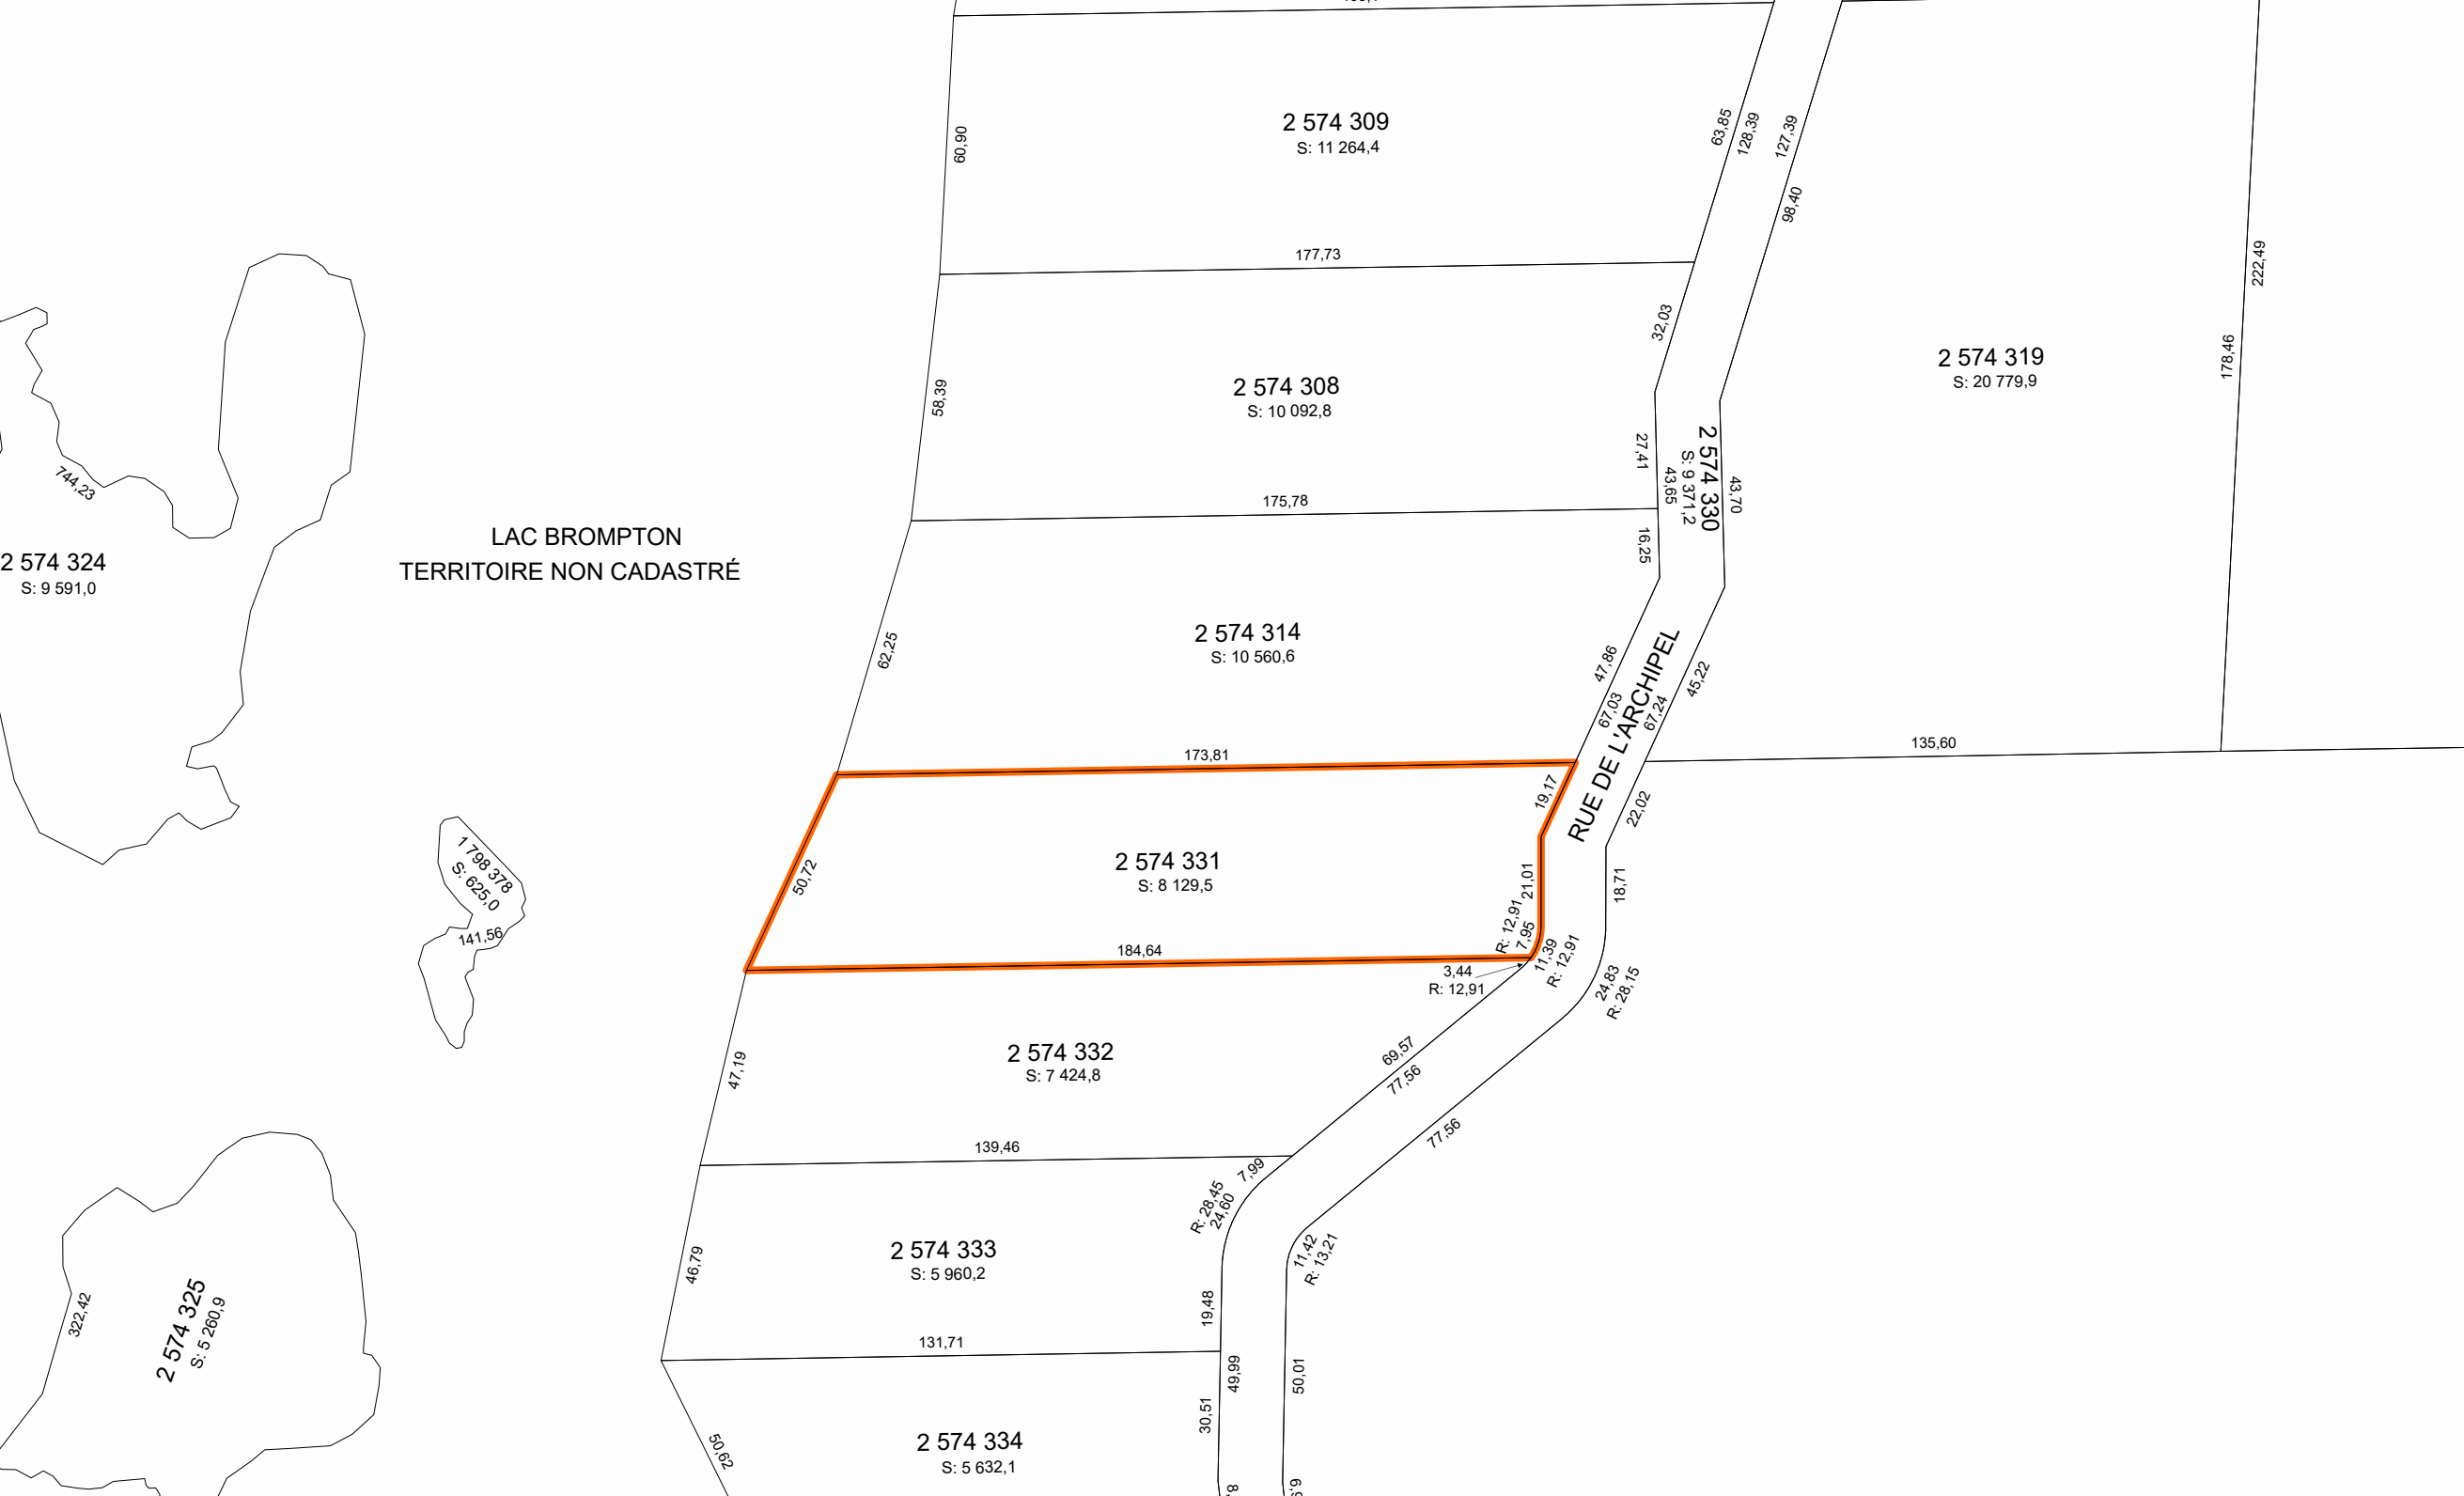 2 574 309
S: 11 264,4
60,90
63,85
128,39
127,39
98,40
177,73
222,49
178,46
32,03
2 574 308
S: 10 092,8
58,39
2 574 319
S: 20 779,9
27,41
43,65
S: 9 371,2
2 574 330
43,70
744,23
175,78
16,25
LAC BROMPTON
TERRITOIRE NON CADASTRÉ
2 574 324
S: 9 591,0
2 574 314
S: 10 560,6
62,25
47,86
67,03
RUE DE L'ARCHIPEL
67,24
45,22
173,81
135,60
19,17
22,02
1 798 378
S: 625,0
141,56
50,72
2 574 331
S: 8 129,5
21,01
18,71
R: 12,91
7,95
11,39
R: 12,91
184,64
3,44
R: 12,91
24,83
R: 28,15
2 574 332
S: 7 424,8
47,19
69,57
77,56
77,56
139,46
7,99
R: 28,45
24,60
11,42
R: 13,21
2 574 333
S: 5 960,2
46,79
19,48
2 574 325
S: 5 260,9
322,42
131,71
49,99
50,01
30,51
2 574 334
S: 5 632,1
50,62